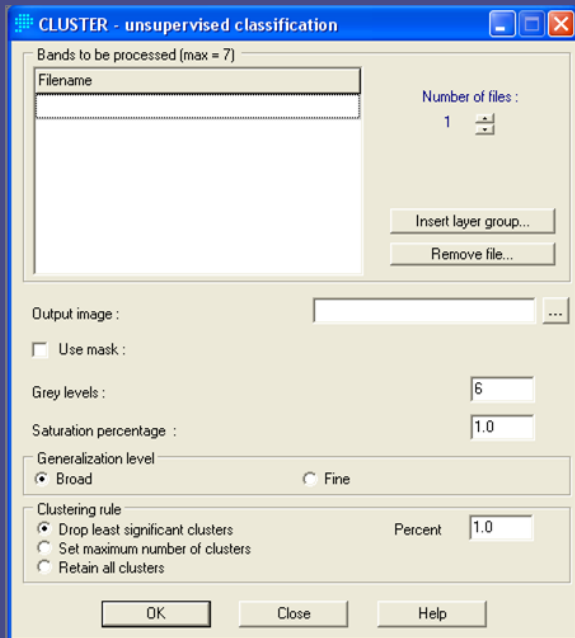 CLUSTER - unsupervised classification
Bands to be processed (max = 7)
Filename
Number of files :
1
Insert layer group...
Remove file...
Output image :
...
Use mask :
Grey levels :
6
Saturation percentage :
1.0
Generalization level
Broad
Fine
Clustering rule
Drop least significant clusters
Percent
1.0
Set maximum number of clusters
Retain all clusters
OK
Close
Help